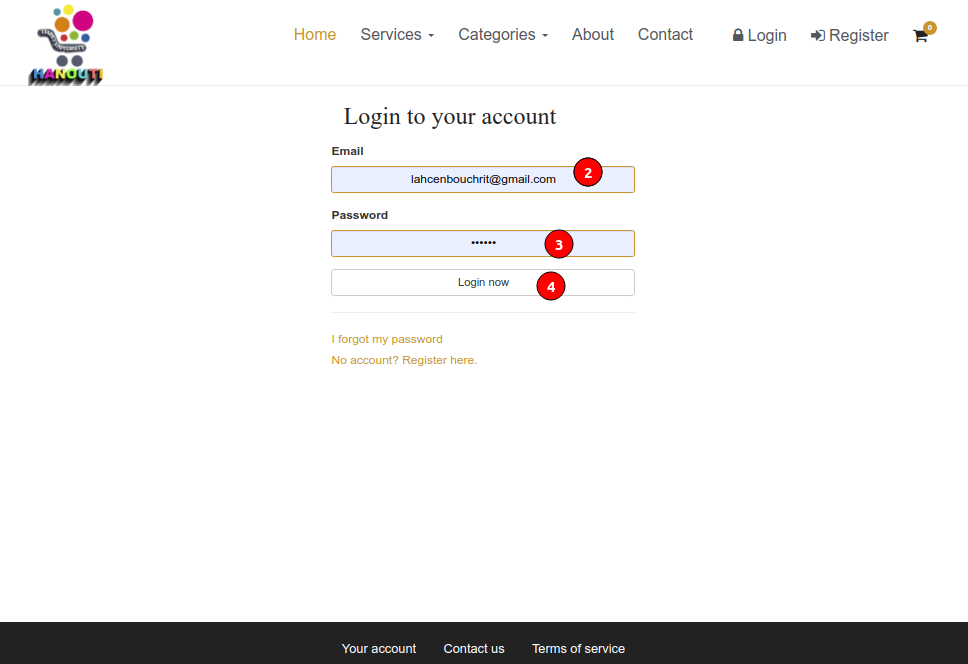 HANOUT!
Home Services Categories About Contact Login Register 0
Login to your account
Email
lahcenbouchrit@gmail.com 2
Password
•••••• 3
Login now 4
I forgot my password
No account? Register here.
Your account Contact us Terms of service